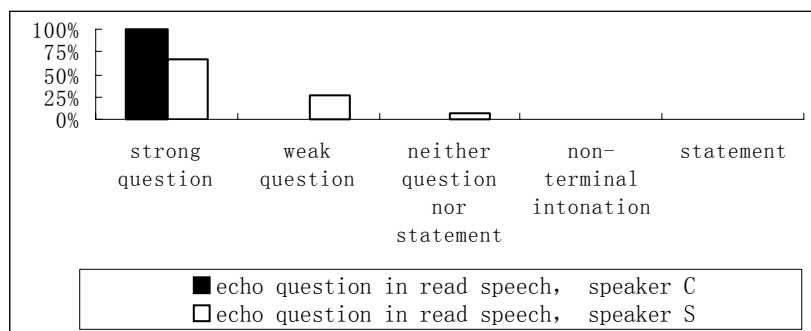 100%
75%
50%
25%
0%
strong question
weak question
neither question nor statement
non-terminal intonation
statement
echo question in read speech, speaker C
echo question in read speech, speaker S